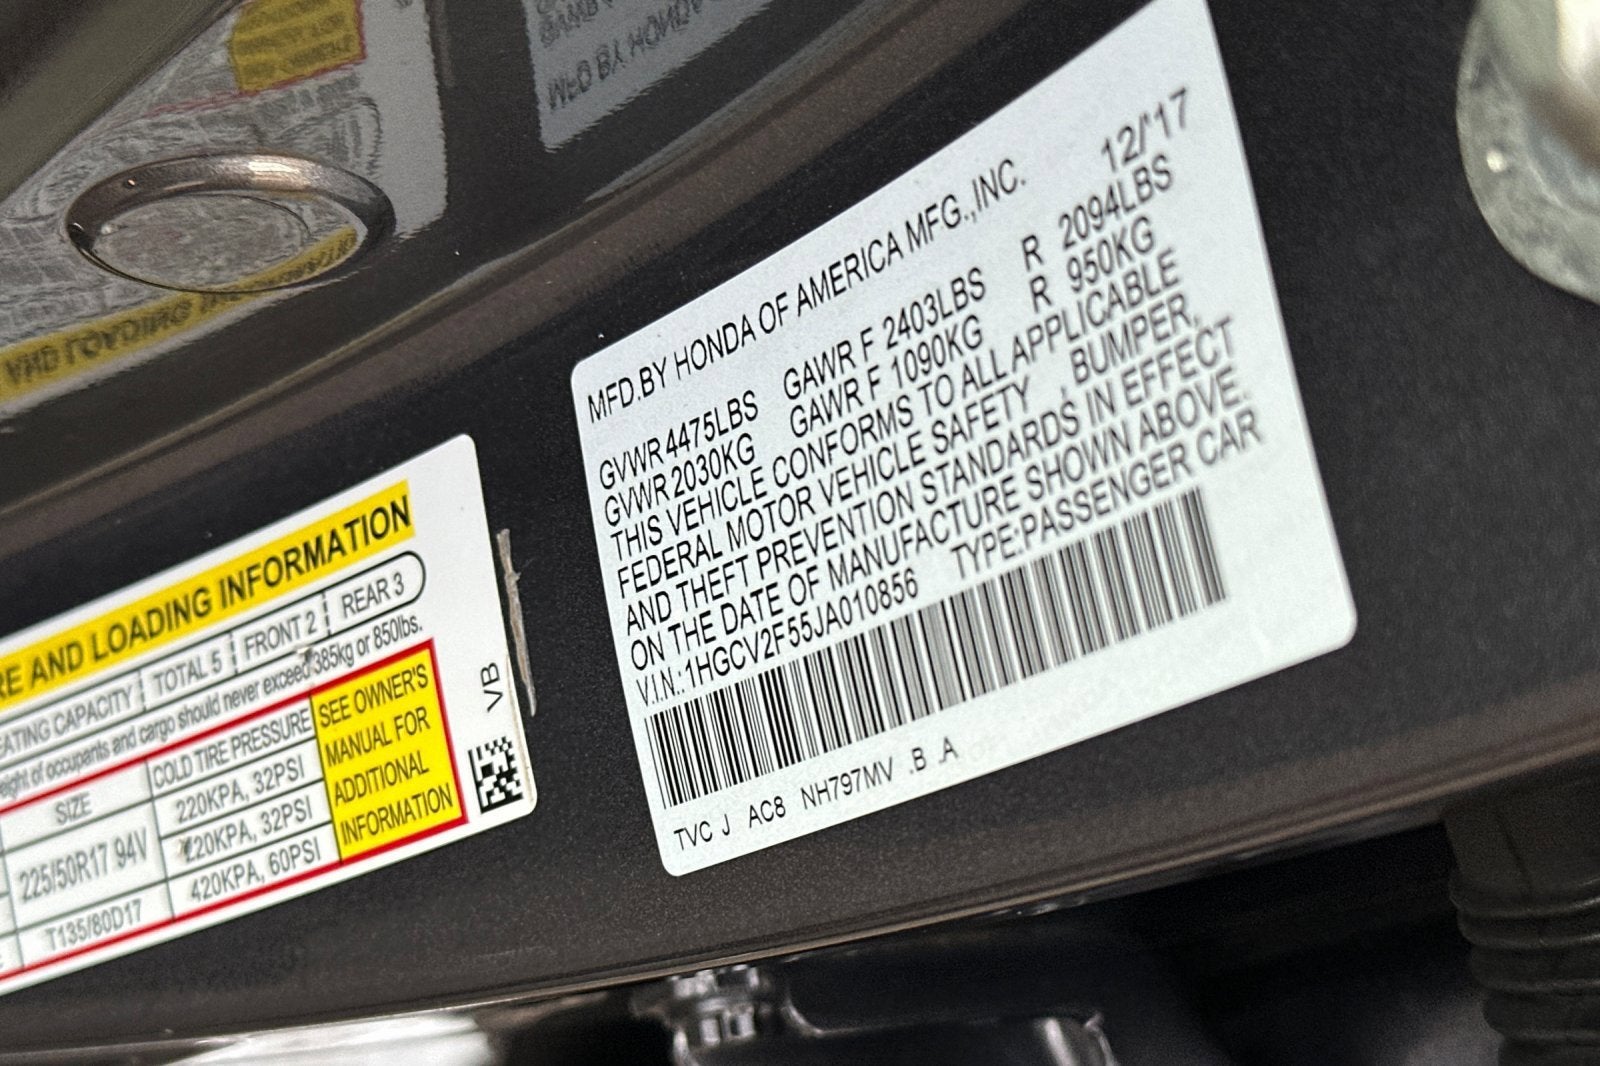 MFD.BY HONDA OF AMERICA MFG.,INC. 12/'17
GVWR 4475LBS GAWR F 2403LBS R 2094LBS
GVWR 2030KG GAWR F 1090KG R 950KG
THIS VEHICLE CONFORMS TO ALL APPLICABLE
FEDERAL MOTOR VEHICLE SAFETY , BUMPER,
AND THEFT PREVENTION STANDARDS IN EFFECT
ON THE DATE OF MANUFACTURE SHOWN ABOVE.
V.I.N.: 1HGCV2F55JA010856 TYPE:PASSENGER CAR
TVC J AC8 NH797MV .B .A
AND LOADING INFORMATION
CAPACITY TOTAL 5 FRONT 2 REAR 3
of occupants and cargo should never exceed 385kg or 850lbs.
SIZE COLD TIRE PRESSURE
225/50R17 94V
220KPA, 32PSI
220KPA, 32PSI
T135/80D17 420KPA, 60PSI
SEE OWNER'S
MANUAL FOR
ADDITIONAL
INFORMATION
VB